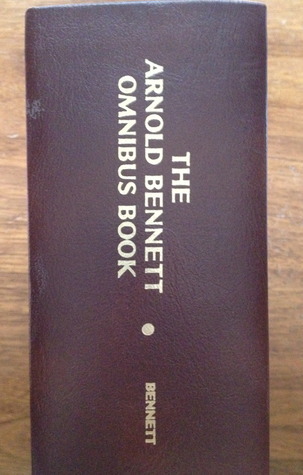 THE
ARNOLD BENNETT
OMNIBUS BOOK
BENNETT